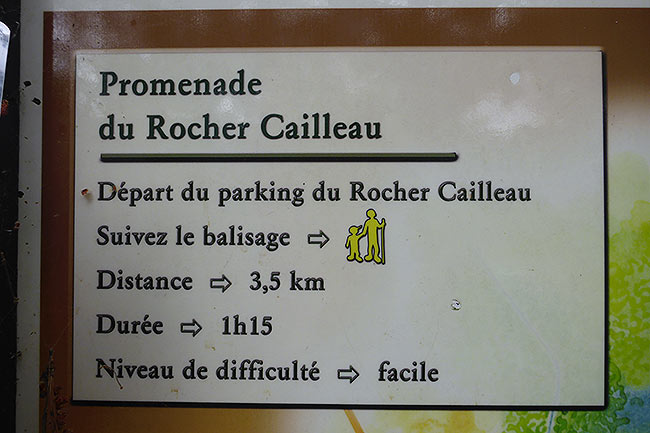 Promenade
du Rocher Cailleau
Départ du parking du Rocher Cailleau
Suivez le balisage ⇨
Distance ⇨ 3,5 km
Durée ⇨ 1h15
Niveau de difficulté ⇨ facile